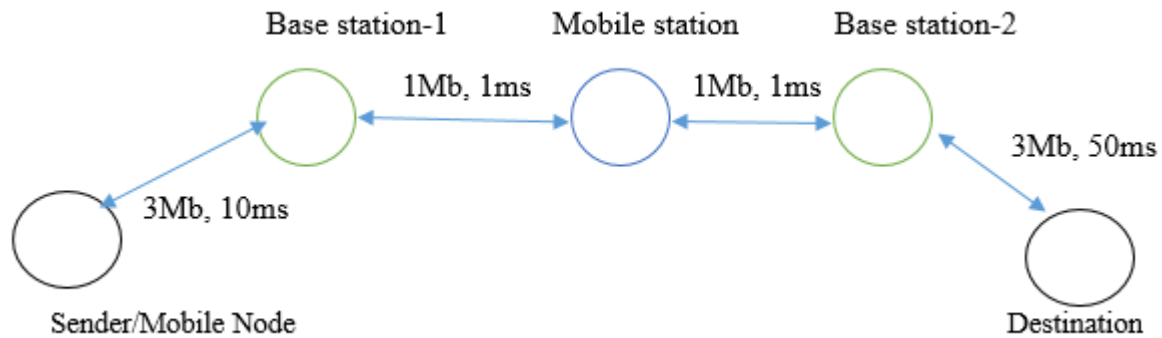 Base station-1
Mobile station
Base station-2
1Mb, 1ms
1Mb, 1ms
3Mb, 50ms
3Mb, 10ms
Sender/Mobile Node
Destination